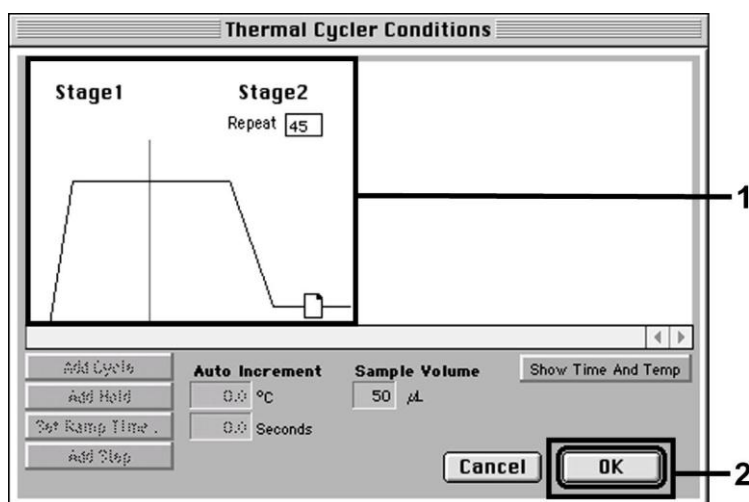 Thermal Cycler Conditions
Stage1 Stage2
Repeat 45
1
Add Cycle
Add Hold
Set Ramp Time .
Add Step
Auto Increment
0.0 °C
0.0 Seconds
Sample Volume
50 µL
Show Time And Temp
Cancel OK
2